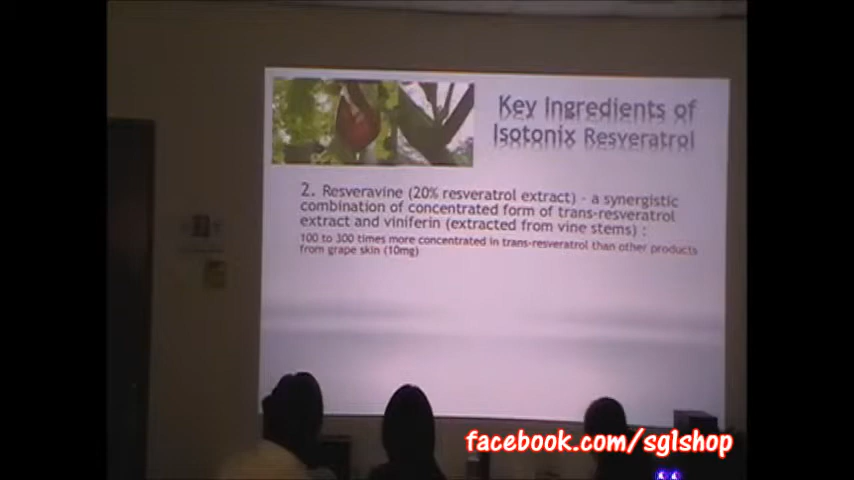 Key Ingredients of
Isotonix Resveratrol
2. Resveravine (20% resveratrol extract) - a synergistic
combination of concentrated form of trans-resveratrol
extract and viniferin (extracted from vine stems) :
100 to 300 times more concentrated in trans-resveratrol than other products
from grape skin (10mg)
facebook.com/sg1shop